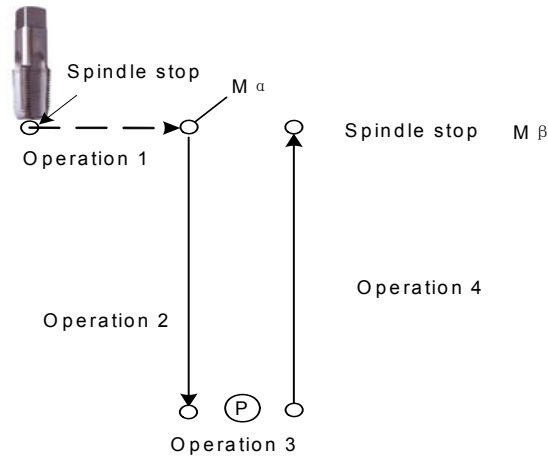 Spindle stop
M α
Operation 1
Spindle stop M β
Operation 4
Operation 2
P
Operation 3